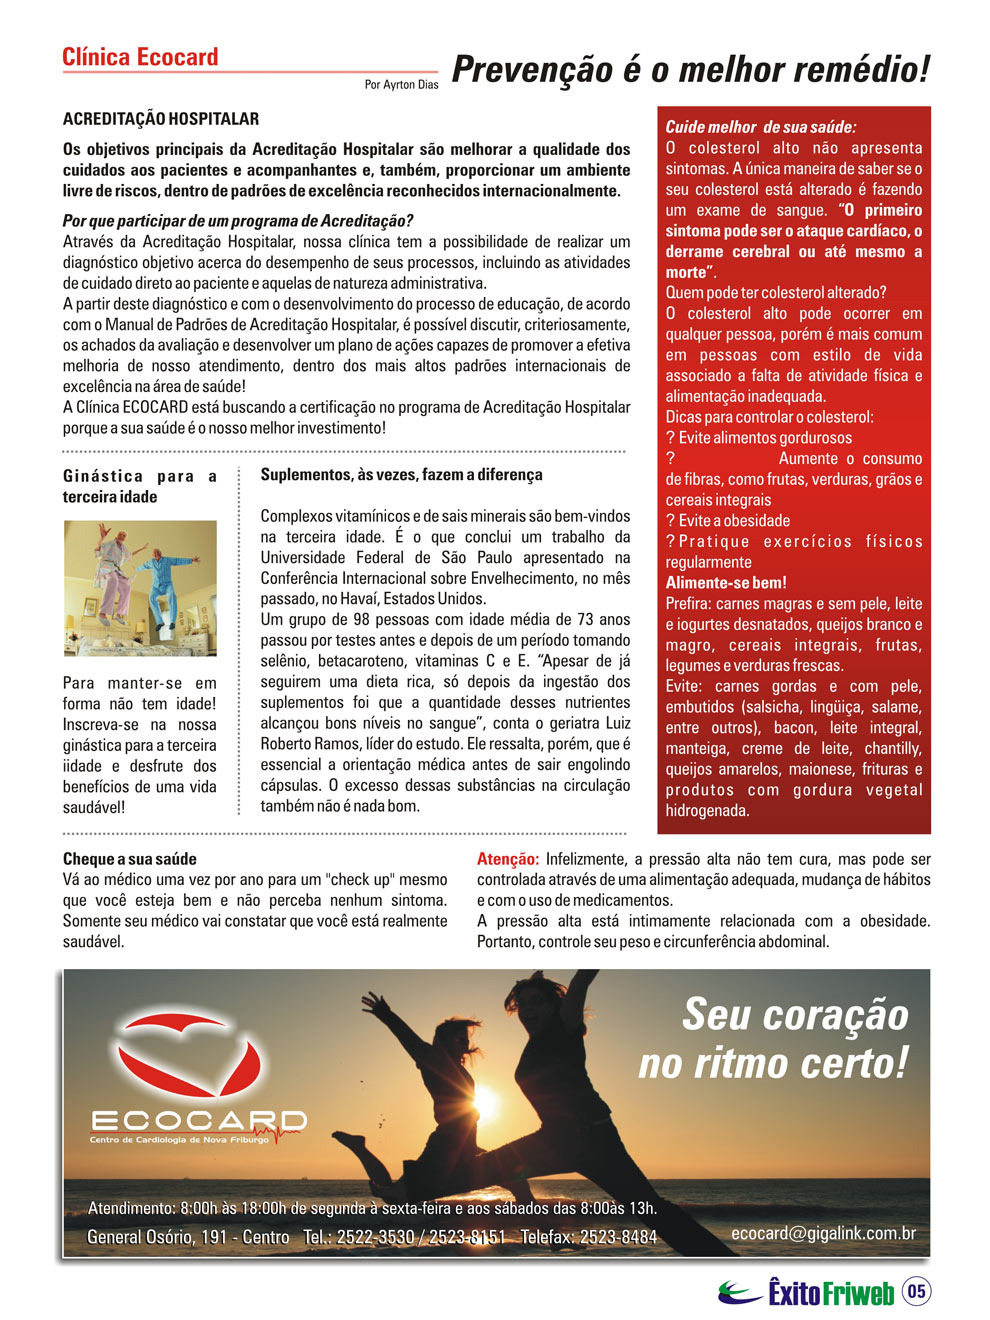 Clínica Ecocard
Por Ayrton Dias
Prevenção é o melhor remédio!
ACREDITAÇÃO HOSPITALAR
Os objetivos principais da Acreditação Hospitalar são melhorar a qualidade dos
cuidados aos pacientes e acompanhantes e, também, proporcionar um ambiente
livre de riscos, dentro de padrões de excelência reconhecidos internacionalmente.
Por que participar de um programa de Acreditação?
Através da Acreditação Hospitalar, nossa clínica tem a possibilidade de realizar um
diagnóstico objetivo acerca do desempenho de seus processos, incluindo as atividades
de cuidado direto ao paciente e aquelas de natureza administrativa.
A partir deste diagnóstico e com o desenvolvimento do processo de educação, de acordo
com o Manual de Padrões de Acreditação Hospitalar, é possível discutir, criteriosamente,
os achados da avaliação e desenvolver um plano de ações capazes de promover a efetiva
melhoria de nosso atendimento, dentro dos mais altos padrões internacionais de
excelência na área de saúde!
A Clínica ECOCARD está buscando a certificação no programa de Acreditação Hospitalar
porque a sua saúde é o nosso melhor investimento!
Ginástica para a
terceira idade
Para manter-se em
forma não tem idade!
Inscreva-se na nossa
ginástica para a terceira
iidade e desfrute dos
benefícios de uma vida
saudável!
Suplementos, às vezes, fazem a diferença
Complexos vitamínicos e de sais minerais são bem-vindos
na terceira idade. É o que conclui um trabalho da
Universidade Federal de São Paulo apresentado na
Conferência Internacional sobre Envelhecimento, no mês
passado, no Havaí, Estados Unidos.
Um grupo de 98 pessoas com idade média de 73 anos
passou por testes antes e depois de um período tomando
selênio, betacaroteno, vitaminas C e E. “Apesar de já
seguirem uma dieta rica, só depois da ingestão dos
suplementos foi que a quantidade desses nutrientes
alcançou bons níveis no sangue”, conta o geriatra Luiz
Roberto Ramos, líder do estudo. Ele ressalta, porém, que é
essencial a orientação médica antes de sair engolindo
cápsulas. O excesso dessas substâncias na circulação
também não é nada bom.
Cuide melhor de sua saúde:
O colesterol alto não apresenta
sintomas. A única maneira de saber se o
seu colesterol está alterado é fazendo
um exame de sangue. “O primeiro
sintoma pode ser o ataque cardíaco, o
derrame cerebral ou até mesmo a
morte”.
Quem pode ter colesterol alterado?
O colesterol alto pode ocorrer em
qualquer pessoa, porém é mais comum
em pessoas com estilo de vida
associado a falta de atividade física e
alimentação inadequada.
Dicas para controlar o colesterol:
? Evite alimentos gordurosos
? Aumente o consumo
de fibras, como frutas, verduras, grãos e
cereais integrais
? Evite a obesidade
? Pratique exercícios físicos
regularmente
Alimente-se bem!
Prefira: carnes magras e sem pele, leite
e iogurtes desnatados, queijos branco e
magro, cereais integrais, frutas,
legumes e verduras frescas.
Evite: carnes gordas e com pele,
embutidos (salsicha, lingüiça, salame,
entre outros), bacon, leite integral,
manteiga, creme de leite, chantilly,
queijos amarelos, maionese, frituras e
produtos com gordura vegetal
hidrogenada.
Cheque a sua saúde
Vá ao médico uma vez por ano para um "check up" mesmo
que você esteja bem e não perceba nenhum sintoma.
Somente seu médico vai constatar que você está realmente
saudável.
Atenção: Infelizmente, a pressão alta não tem cura, mas pode ser
controlada através de uma alimentação adequada, mudança de hábitos
e com o uso de medicamentos.
A pressão alta está intimamente relacionada com a obesidade.
Portanto, controle seu peso e circunferência abdominal.
Seu coração
no ritmo certo!
ECOCARD
Centro de Cardiologia de Nova Friburgo
Atendimento: 8:00h às 18:00h de segunda à sexta-feira e aos sábados das 8:00às 13h.
General Osório, 191 - Centro Tel.: 2522-3530 / 2523-8151 Telefax: 2523-8484
ecocard@gigalink.com.br
ÊxitoFriweb 05